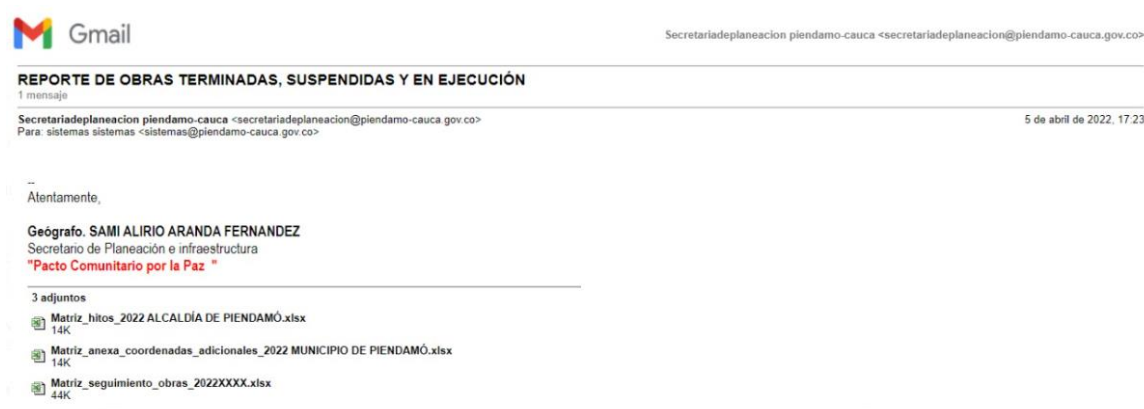 Gmail
Secretariadeplaneacion piendamo-cauca <secretariadeplaneacion@piendamo-cauca.gov.co>
REPORTE DE OBRAS TERMINADAS, SUSPENDIDAS Y EN EJECUCIÓN
1 mensaje
Secretariadeplaneacion piendamo-cauca <secretariadeplaneacion@piendamo-cauca.gov.co> 5 de abril de 2022, 17:23
Para: sistemas sistemas <sistemas@piendamo-cauca.gov.co>
--
Atentamente,
Geógrafo. SAMI ALIRIO ARANDA FERNANDEZ
Secretario de Planeación e infraestructura
"Pacto Comunitario por la Paz "
3 adjuntos
Matriz_hitos_2022 ALCALDÍA DE PIENDAMÓ.xlsx
14K
Matriz_anexa_coordenadas_adicionales_2022 MUNICIPIO DE PIENDAMÓ.xlsx
14K
Matriz_seguimiento_obras_2022XXXX.xlsx
44K